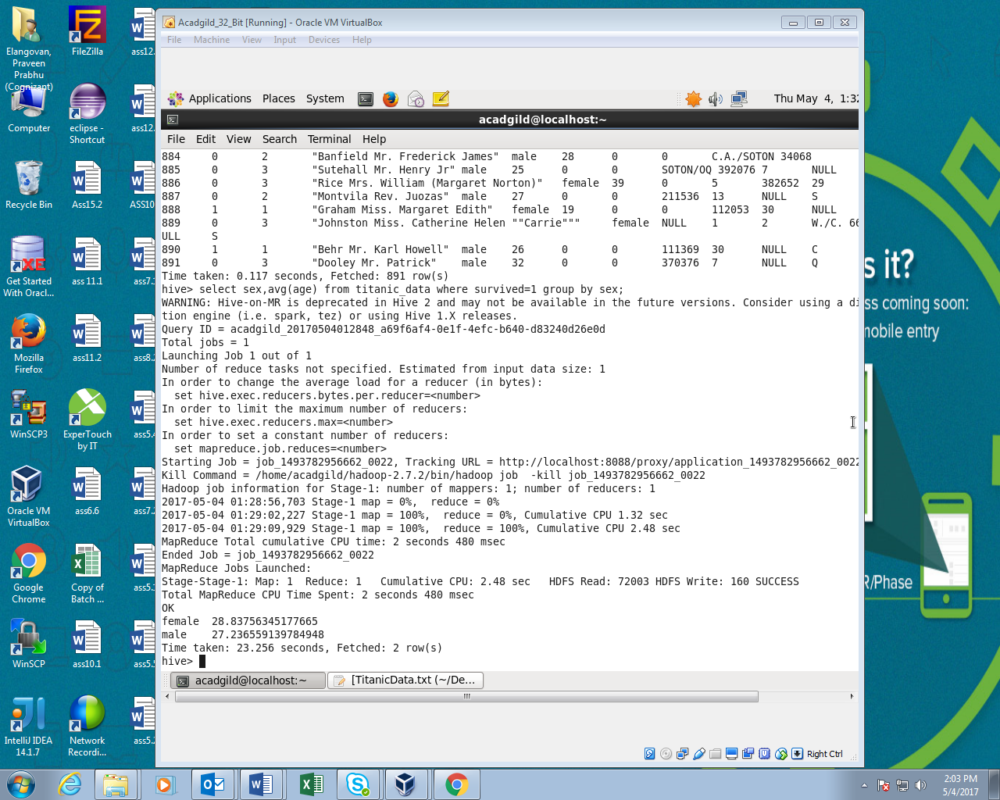 Acadgild_32_Bit [Running] - Oracle VM VirtualBox
File Machine View Input Devices Help
Applications Places System Thu May 4, 1:32
acadgild@localhost:~
File Edit View Search Terminal Help
884 0 2 "Banfield Mr. Frederick James" male 28 0 0 C.A./SOTON 34068
885 0 3 "Sutehall Mr. Henry Jr" male 25 0 0 SOTON/OQ 392076 7 NULL
886 0 3 "Rice Mrs. William (Margaret Norton)" female 39 0 5 382652 29
887 0 2 "Montvila Rev. Juozas" male 27 0 0 211536 13 NULL S
888 1 1 "Graham Miss. Margaret Edith" female 19 0 0 112053 30 NULL
889 0 3 "Johnston Miss. Catherine Helen ""Carrie""" female NULL 1 2 W./C. 66
ULL S
890 1 1 "Behr Mr. Karl Howell" male 26 0 0 111369 30 NULL C
891 0 3 "Dooley Mr. Patrick" male 32 0 0 370376 7 NULL Q
Time taken: 0.117 seconds, Fetched: 891 row(s)
hive> select sex,avg(age) from titanic_data where survived=1 group by sex;
WARNING: Hive-on-MR is deprecated in Hive 2 and may not be available in the future versions. Consider using a di
tion engine (i.e. spark, tez) or using Hive 1.X releases.
Query ID = acadgild_20170504012848_a69f6af4-0e1f-4efc-b640-d83240d26e0d
Total jobs = 1
Launching Job 1 out of 1
Number of reduce tasks not specified. Estimated from input data size: 1
In order to change the average load for a reducer (in bytes):
set hive.exec.reducers.bytes.per.reducer=<number>
In order to limit the maximum number of reducers:
set hive.exec.reducers.max=<number>
In order to set a constant number of reducers:
set mapreduce.job.reduces=<number>
Starting Job = job_1493782956662_0022, Tracking URL = http://localhost:8088/proxy/application_1493782956662_0022
Kill Command = /home/acadgild/hadoop-2.7.2/bin/hadoop job -kill job_1493782956662_0022
Hadoop job information for Stage-1: number of mappers: 1; number of reducers: 1
2017-05-04 01:28:56,703 Stage-1 map = 0%, reduce = 0%
2017-05-04 01:29:02,227 Stage-1 map = 100%, reduce = 0%, Cumulative CPU 1.32 sec
2017-05-04 01:29:09,929 Stage-1 map = 100%, reduce = 100%, Cumulative CPU 2.48 sec
MapReduce Total cumulative CPU time: 2 seconds 480 msec
Ended Job = job_1493782956662_0022
MapReduce Jobs Launched:
Stage-Stage-1: Map: 1 Reduce: 1 Cumulative CPU: 2.48 sec HDFS Read: 72003 HDFS Write: 160 SUCCESS
Total MapReduce CPU Time Spent: 2 seconds 480 msec
OK
female 28.83756345177665
male 27.236559139784948
Time taken: 23.256 seconds, Fetched: 2 row(s)
hive>
acadgild@localhost:~ [TitanicData.txt (~/De...
Right Ctrl
Elangovan,
Praveen
Prabhu
(Cognizant)
FileZilla
ass12.
Computer
eclipse -
Shortcut
ass12.
Recycle Bin
Ass15.2
ASS10
XE
Get Started
With Oracl...
ass 11.1
ass7.
Mozilla
Firefox
ass11.2
ass8.
WinSCP3
ExperTouch
by IT
ass5.
Oracle VM
VirtualBox
ass6.6
ass7.
Google
Chrome
Copy of
Batch ...
ass5.
WinSCP
ass10.1
ass5.
IntelliJ IDEA
14.1.7
Network
Recordi...
ass5.
s it?
ss coming soon:
nobile entry
R/Phase
2:03 PM
5/4/2017